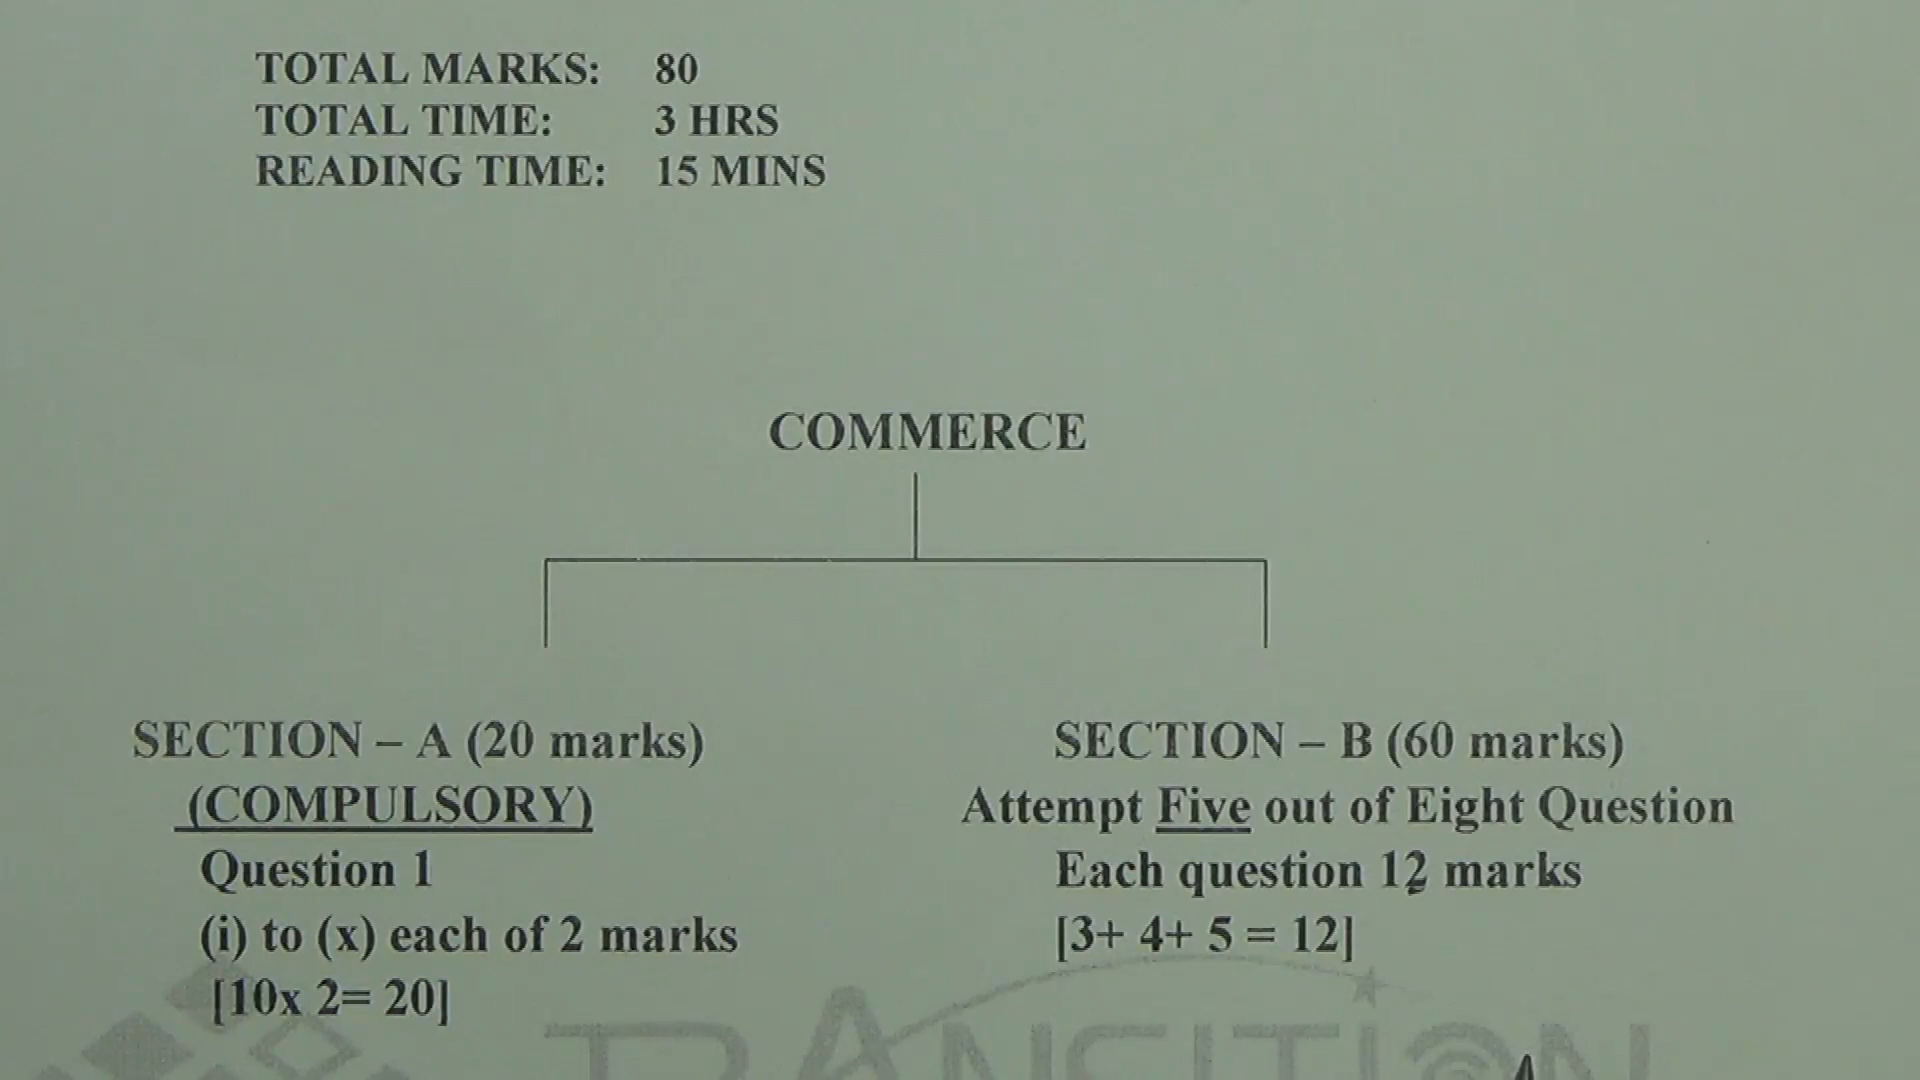 TOTAL MARKS: 80
TOTAL TIME: 3 HRS
READING TIME: 15 MINS
COMMERCE
SECTION – A (20 marks)
(COMPULSORY)
Question 1
(i) to (x) each of 2 marks
[10x 2= 20]
SECTION – B (60 marks)
Attempt Five out of Eight Question
Each question 12 marks
[3+ 4+ 5 = 12]
TRANSITION